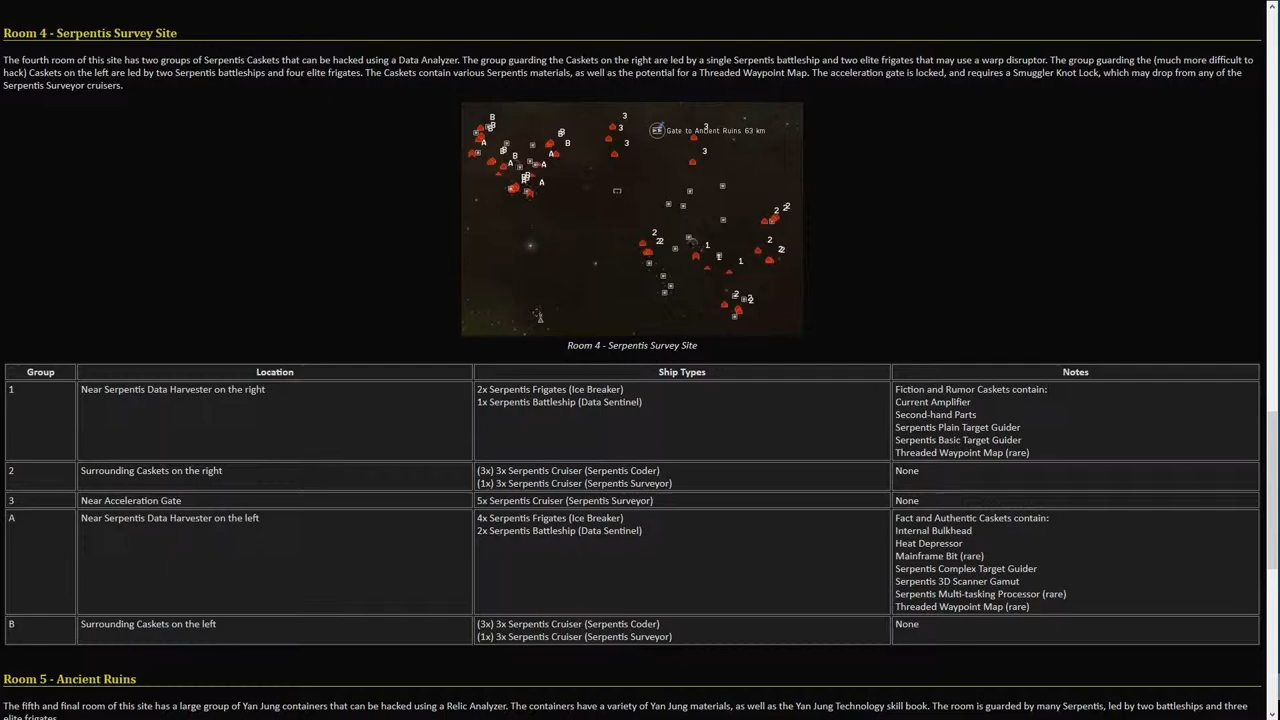 Room 4 - Serpentis Survey Site
The fourth room of this site has two groups of Serpentis Caskets that can be hacked using a Data Analyzer. The group guarding the Caskets on the right are led by a single Serpentis battleship and two elite frigates that may use a warp disruptor. The group guarding the (much more difficult to
hack) Caskets on the left are led by two Serpentis battleships and four elite frigates. The Caskets contain various Serpentis materials, as well as the potential for a Threaded Waypoint Map. The acceleration gate is locked, and requires a Smuggler Knot Lock, which may drop from any of the
Serpentis Surveyor cruisers.
Gate to Ancient Ruins 63 km
Room 4 - Serpentis Survey Site
Group Location Ship Types Notes
1 Near Serpentis Data Harvester on the right 2x Serpentis Frigates (Ice Breaker) Fiction and Rumor Caskets contain:
1x Serpentis Battleship (Data Sentinel) Current Amplifier
Second-hand Parts
Serpentis Plain Target Guider
Serpentis Basic Target Guider
Threaded Waypoint Map (rare)
2 Surrounding Caskets on the right (3x) 3x Serpentis Cruiser (Serpentis Coder) None
(1x) 3x Serpentis Cruiser (Serpentis Surveyor)
3 Near Acceleration Gate 5x Serpentis Cruiser (Serpentis Surveyor) None
A Near Serpentis Data Harvester on the left 4x Serpentis Frigates (Ice Breaker) Fact and Authentic Caskets contain:
2x Serpentis Battleship (Data Sentinel) Internal Bulkhead
Heat Depressor
Mainframe Bit (rare)
Serpentis Complex Target Guider
Serpentis 3D Scanner Gamut
Serpentis Multi-tasking Processor (rare)
Threaded Waypoint Map (rare)
B Surrounding Caskets on the left (3x) 3x Serpentis Cruiser (Serpentis Coder) None
(1x) 3x Serpentis Cruiser (Serpentis Surveyor)
Room 5 - Ancient Ruins
The fifth and final room of this site has a large group of Yan Jung containers that can be hacked using a Relic Analyzer. The containers have a variety of Yan Jung materials, as well as the Yan Jung Technology skill book. The room is guarded by many Serpentis, led by two battleships and three
elite frigates.